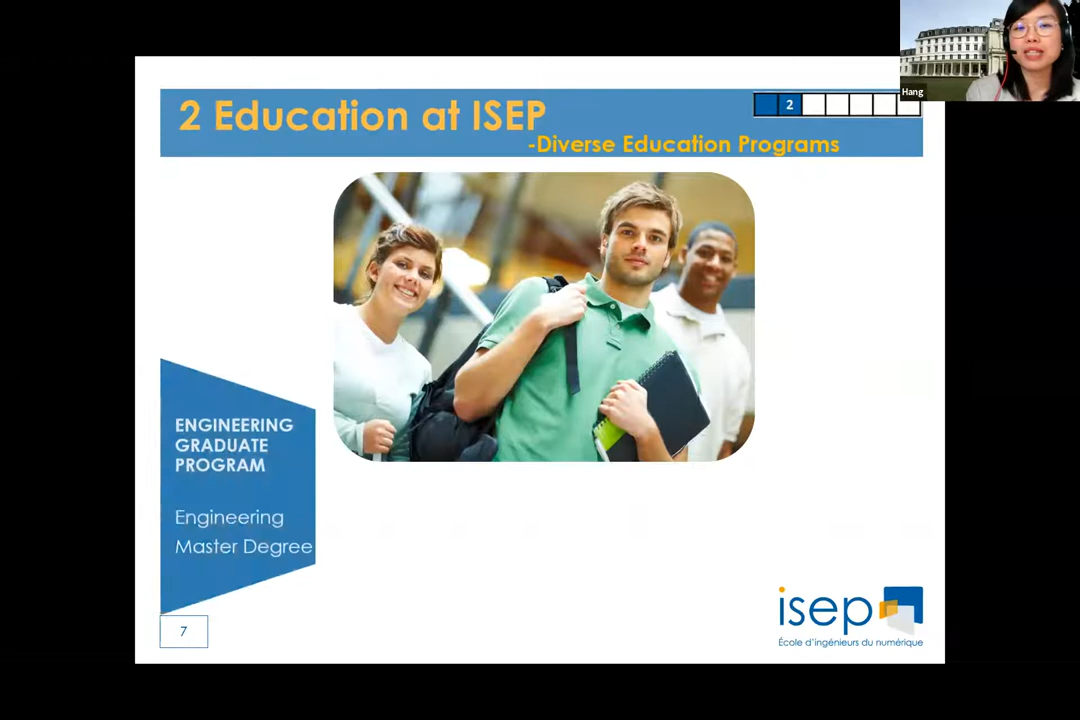 Hang
2 Education at ISEP
2
-Diverse Education Programs
ENGINEERING
GRADUATE
PROGRAM
Engineering
Master Degree
7
isep
École d'ingénieurs du numérique